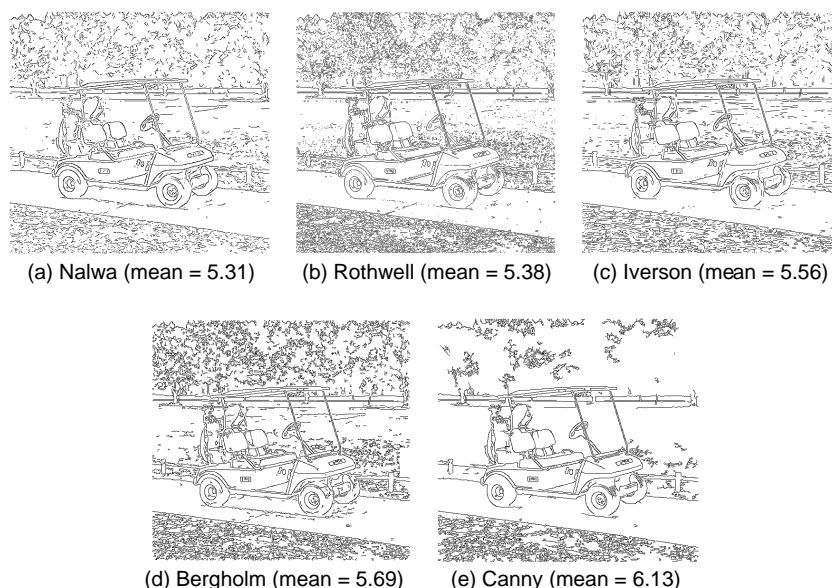 (a) Nalwa (mean = 5.31)
(b) Rothwell (mean = 5.38)
(c) Iverson (mean = 5.56)
(d) Bergholm (mean = 5.69)
(e) Canny (mean = 6.13)